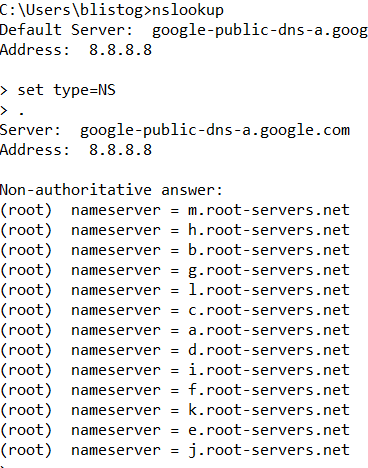 C:\Users\blistog>nslookup
Default Server:  google-public-dns-a.goog
Address:  8.8.8.8

> set type=NS
> .
Server:  google-public-dns-a.google.com
Address:  8.8.8.8

Non-authoritative answer:
(root)  nameserver = m.root-servers.net
(root)  nameserver = h.root-servers.net
(root)  nameserver = b.root-servers.net
(root)  nameserver = g.root-servers.net
(root)  nameserver = l.root-servers.net
(root)  nameserver = c.root-servers.net
(root)  nameserver = a.root-servers.net
(root)  nameserver = d.root-servers.net
(root)  nameserver = i.root-servers.net
(root)  nameserver = f.root-servers.net
(root)  nameserver = k.root-servers.net
(root)  nameserver = e.root-servers.net
(root)  nameserver = j.root-servers.net